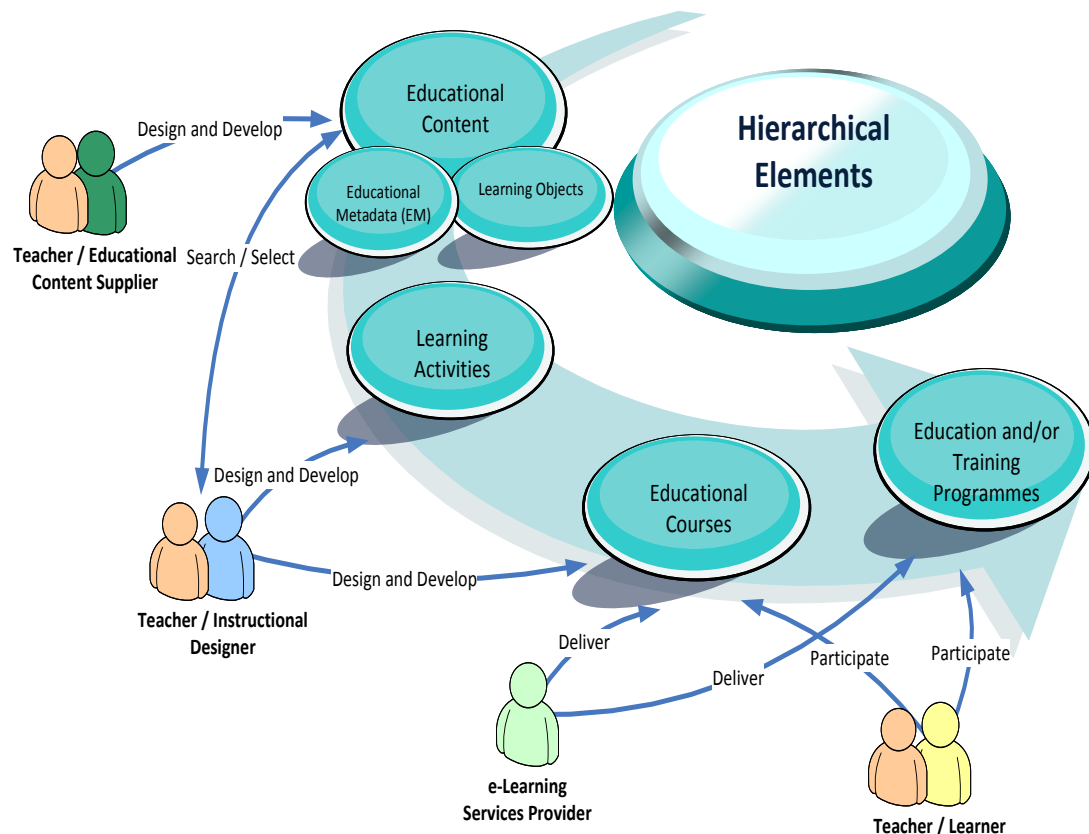 Educational
Content
Hierarchical
Elements
Design and Develop
Educational
Metadata (EM)
Learning Objects
Teacher / Educational
Content Supplier
Search / Select
Learning
Activities
Education and/or
Training
Programmes
Design and Develop
Educational
Courses
Design and Develop
Teacher / Instructional
Designer
Deliver
Participate
Participate
Deliver
e-Learning
Services Provider
Teacher / Learner